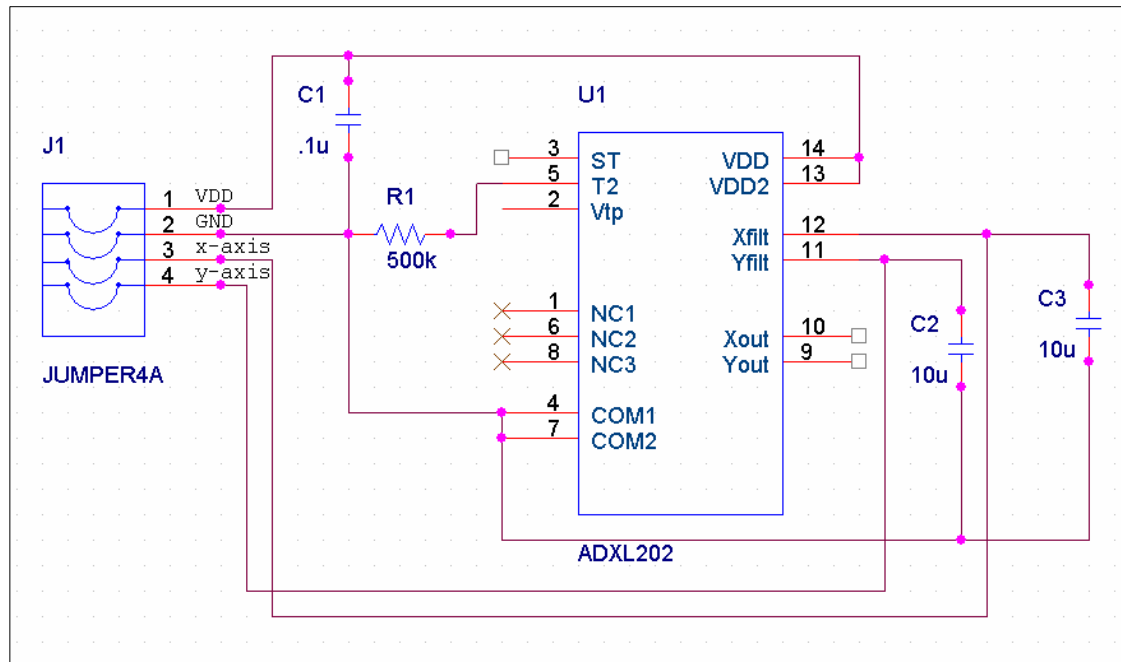 C1
.1u
J1
1 VDD
2 GND
3 x-axis
4 y-axis
JUMPER4A
R1
500k
U1
3 ST
5 T2
2 Vtp
1 NC1
6 NC2
8 NC3
4 COM1
7 COM2
VDD 14
VDD2 13
Xfilt 12
Yfilt 11
Xout 10
Yout 9
ADXL202
C2
10u
C3
10u